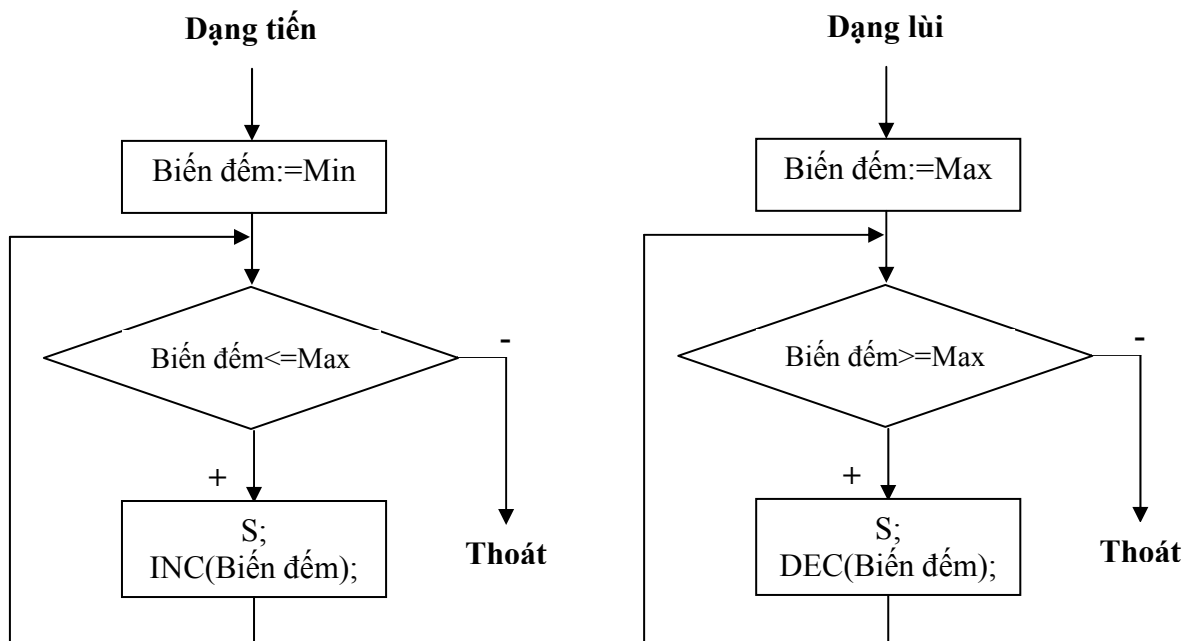 Dạng tiến
Biến đếm:=Min
Biến đếm<=Max
-
+
S;
INC(Biến đếm);
Thoát
Dạng lùi
Biến đếm:=Max
Biến đếm>=Max
-
+
S;
DEC(Biến đếm);
Thoát